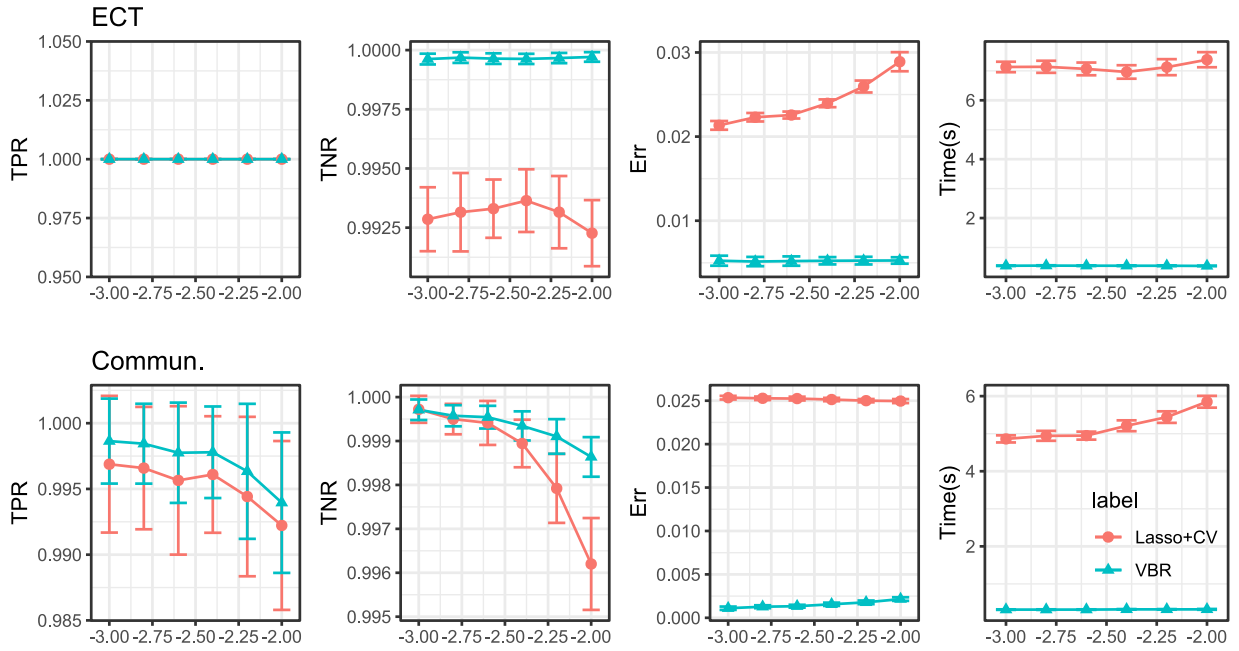 ECT
1.050
1.025
1.000
0.975
0.950
TPR
-3.00 -2.75 -2.50 -2.25 -2.00
1.0000
0.9975
0.9950
0.9925
TNR
-3.00 -2.75 -2.50 -2.25 -2.00
0.03
0.02
0.01
Err
-3.00 -2.75 -2.50 -2.25 -2.00
6
4
2
Time(s)
-3.00 -2.75 -2.50 -2.25 -2.00
Commun.
1.000
0.995
0.990
0.985
TPR
-3.00 -2.75 -2.50 -2.25 -2.00
1.000
0.999
0.998
0.997
0.996
0.995
TNR
-3.00 -2.75 -2.50 -2.25 -2.00
0.025
0.020
0.015
0.010
0.005
0.0025
0.000
Err
-3.00 -2.75 -2.50 -2.25 -2.00
6
4
2
Time(s)
label
Lasso+CV
VBR
-3.00 -2.75 -2.50 -2.25 -2.00